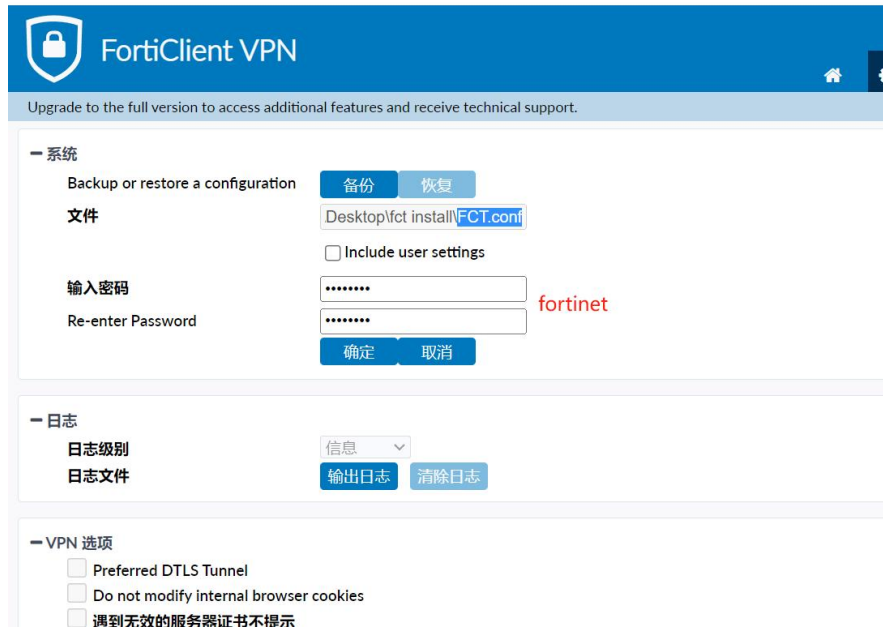 FortiClient VPN
Upgrade to the full version to access additional features and receive technical support.
系统
Backup or restore a configuration 备份 恢复
文件 Desktop\fct install\FCT.conf
Include user settings
输入密码 ••••••••
fortinet
Re-enter Password ••••••••
确定 取消
日志
日志级别 信息
日志文件 输出日志 清除日志
VPN 选项
Preferred DTLS Tunnel
Do not modify internal browser cookies
遇到无效的服务器证书不提示